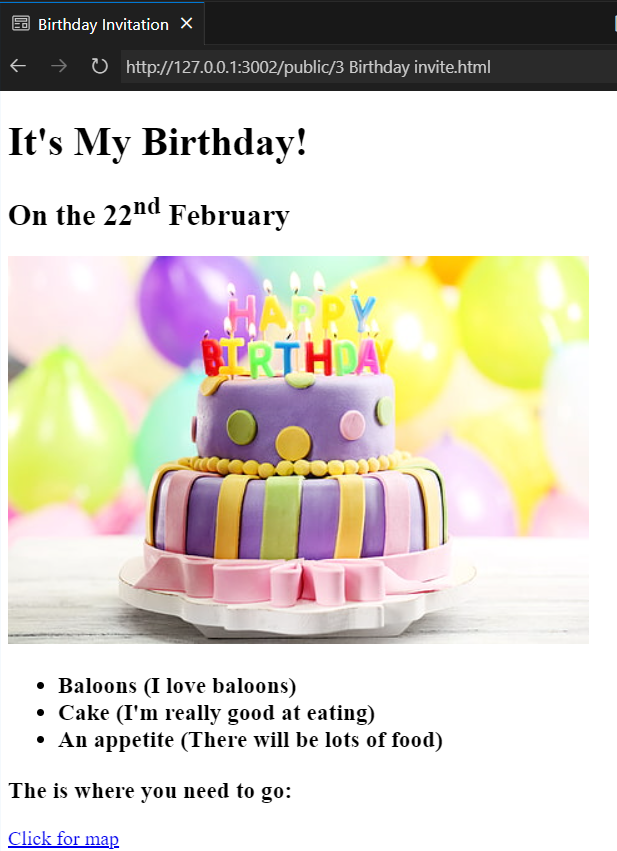 Birthday Invitation
http://127.0.0.1:3002/public/3 Birthday invite.html
It's My Birthday!
On the 22nd February
HAPPY
BIRTHDAY
Baloons (I love baloons)
Cake (I'm really good at eating)
An appetite (There will be lots of food)
The is where you need to go:
Click for map